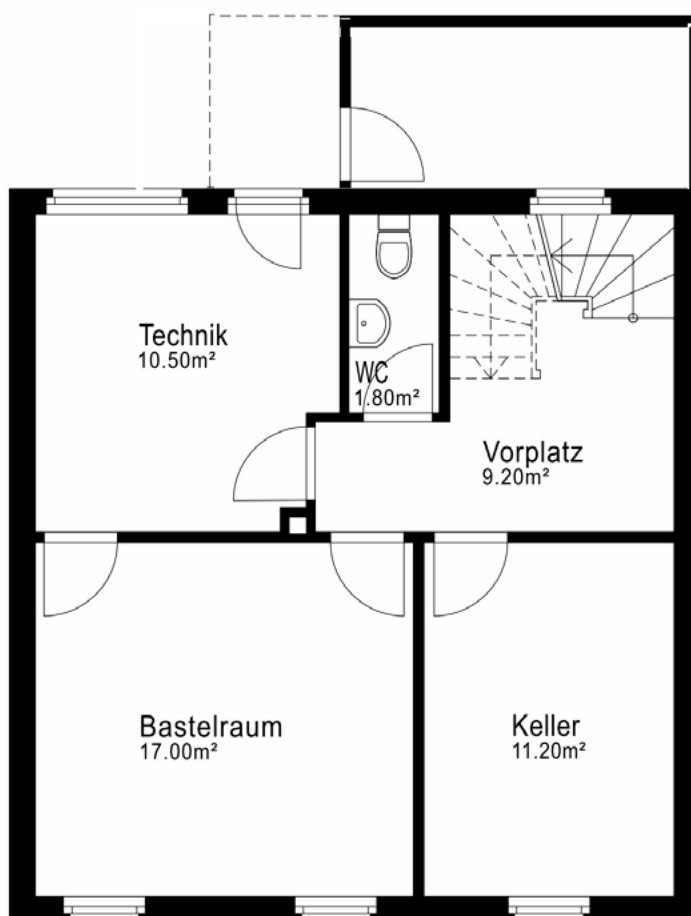 Technik
10.50m²
WC
1.80m²
Vorplatz
9.20m²
Bastelraum
17.00m²
Keller
11.20m²